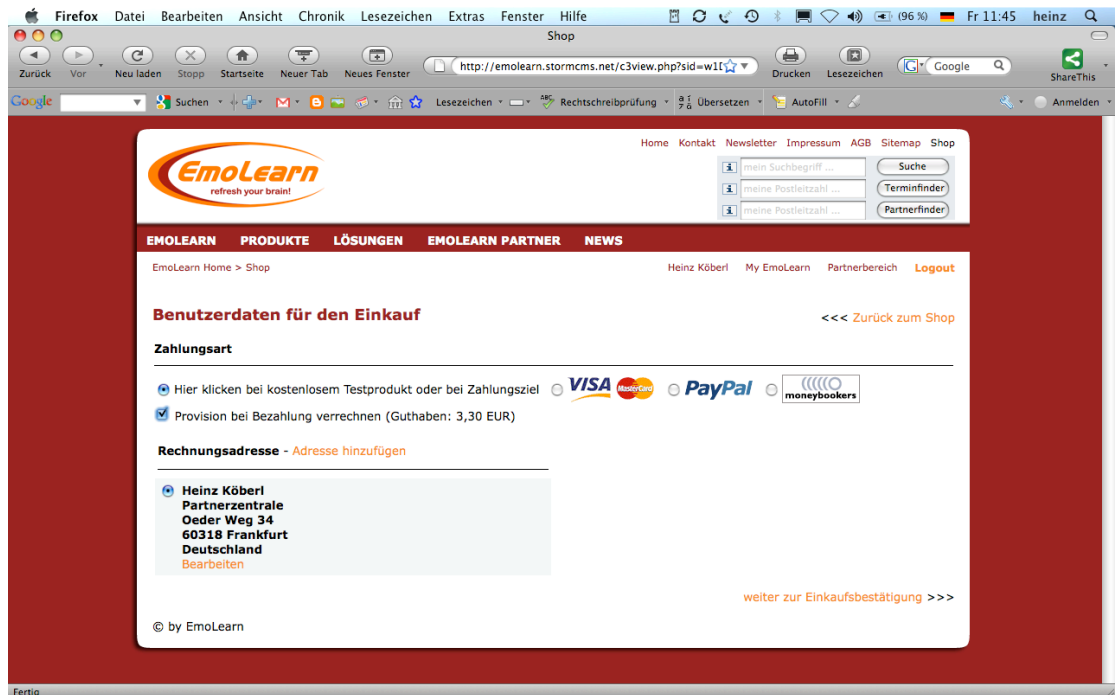 Firefox Datei Bearbeiten Ansicht Chronik Lesezeichen Extras Fenster Hilfe (96 %) Fr 11:45 heinz
Shop
Zurück Vor Neu laden Stopp Startseite Neuer Tab Neues Fenster http://emolearn.stormcms.net/c3view.php?sid=w1 Drucken Lesezeichen G Google ShareThis
Google Suchen Lesezeichen ABC Rechtschreibprüfung Übersetzen AutoFill Anmelden
Home Kontakt Newsletter Impressum AGB Sitemap Shop
EmoLearn
refresh your brain!
i mein Suchbegriff ... Suche
i meine Postleitzahl ... Terminfinder
i meine Postleitzahl ... Partnerfinder
EMOLEARN PRODUKTE LÖSUNGEN EMOLEARN PARTNER NEWS
EmoLearn Home > Shop Heinz Köberl My EmoLearn Partnerbereich Logout
Benutzerdaten für den Einkauf <<< Zurück zum Shop
Zahlungsart
Hier klicken bei kostenlosem Testprodukt oder bei Zahlungsziel VISA MasterCard PayPal moneybookers
Provision bei Bezahlung verrechnen (Guthaben: 3,30 EUR)
Rechnungsadresse - Adresse hinzufügen
Heinz Köberl
Partnerzentrale
Oeder Weg 34
60318 Frankfurt
Deutschland
Bearbeiten
weiter zur Einkaufsbestätigung >>>
© by EmoLearn
Fertig